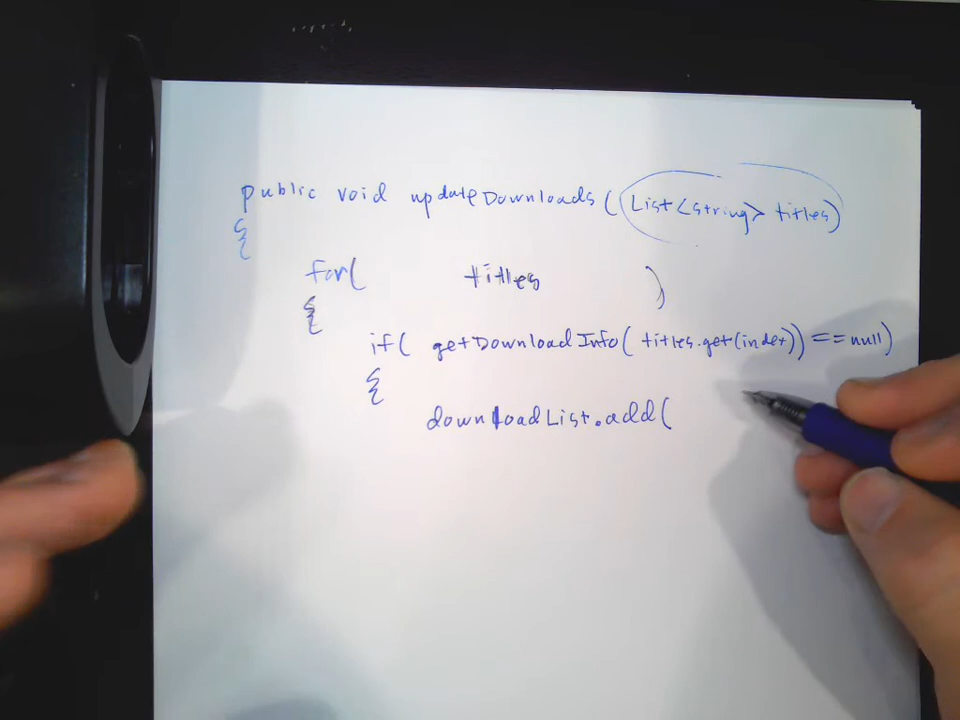 public void updateDownloads (List<string> titles)
{
for( titles )
{
if( getDownloadInfo( titles.get(index)) == null)
{
downloadList.add(